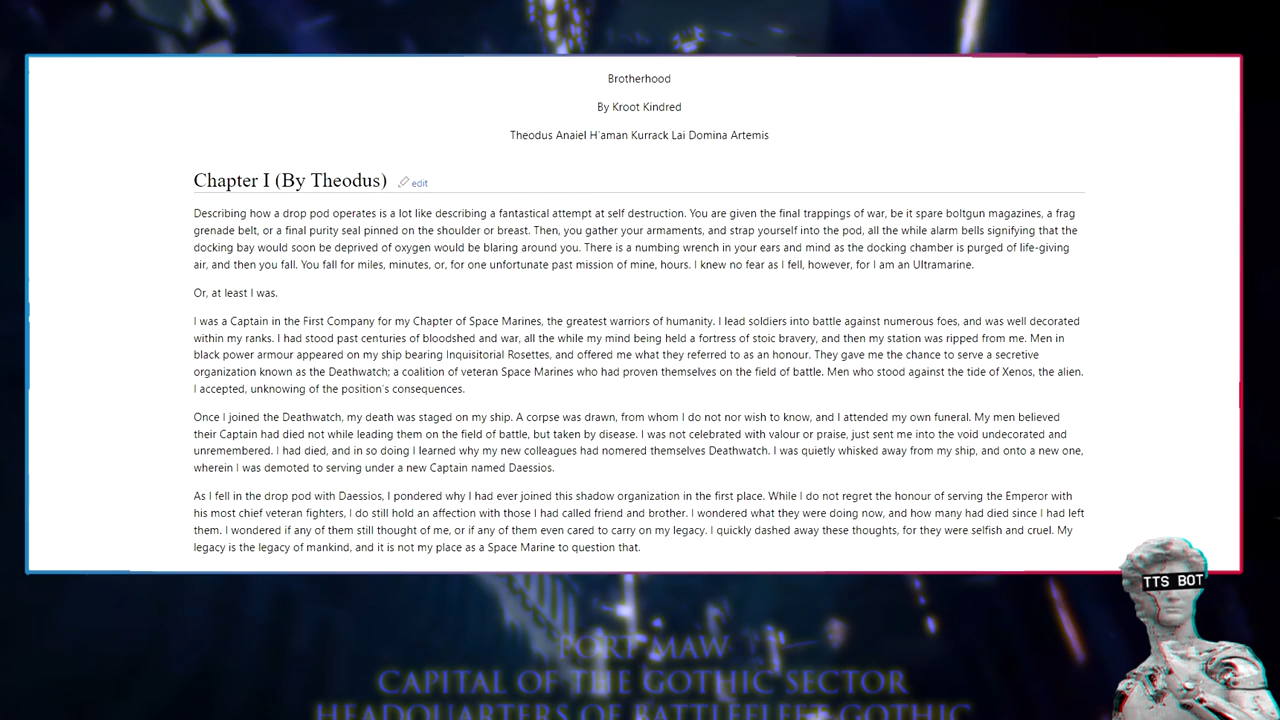 Brotherhood
By Kroot Kindred
Theodus Anaiel H'aman Kurrack Lai Domina Artemis
Chapter I (By Theodus) edit
Describing how a drop pod operates is a lot like describing a fantastical attempt at self destruction. You are given the final trappings of war, be it spare boltgun magazines, a frag
grenade belt, or a final purity seal pinned on the shoulder or breast. Then, you gather your armaments, and strap yourself into the pod, all the while alarm bells signifying that the
docking bay would soon be deprived of oxygen would be blaring around you. There is a numbing wrench in your ears and mind as the docking chamber is purged of life-giving
air, and then you fall. You fall for miles, minutes, or, for one unfortunate past mission of mine, hours. I knew no fear as I fell, however, for I am an Ultramarine.
Or, at least I was.
I was a Captain in the First Company for my Chapter of Space Marines, the greatest warriors of humanity. I lead soldiers into battle against numerous foes, and was well decorated
within my ranks. I had stood past centuries of bloodshed and war, all the while my mind being held a fortress of stoic bravery, and then my station was ripped from me. Men in
black power armour appeared on my ship bearing Inquisitorial Rosettes, and offered me what they referred to as an honour. They gave me the chance to serve a secretive
organization known as the Deathwatch; a coalition of veteran Space Marines who had proven themselves on the field of battle. Men who stood against the tide of Xenos, the alien.
I accepted, unknowing of the position's consequences.
Once I joined the Deathwatch, my death was staged on my ship. A corpse was drawn, from whom I do not nor wish to know, and I attended my own funeral. My men believed
their Captain had died not while leading them on the field of battle, but taken by disease. I was not celebrated with valour or praise, just sent me into the void undecorated and
unremembered. I had died, and in so doing I learned why my new colleagues had nomered themselves Deathwatch. I was quietly whisked away from my ship, and onto a new one,
wherein I was demoted to serving under a new Captain named Daessios.
As I fell in the drop pod with Daessios, I pondered why I had ever joined this shadow organization in the first place. While I do not regret the honour of serving the Emperor with
his most chief veteran fighters, I do still hold an affection with those I had called friend and brother. I wondered what they were doing now, and how many had died since I had left
them. I wondered if any of them still thought of me, or if any of them even cared to carry on my legacy. I quickly dashed away these thoughts, for they were selfish and cruel. My
legacy is the legacy of mankind, and it is not my place as a Space Marine to question that.
TTS BOT
PORT MAW
CAPITAL OF THE GOTHIC SECTOR
HEADQUARTERS OF BATTLEFLEET GOTHIC